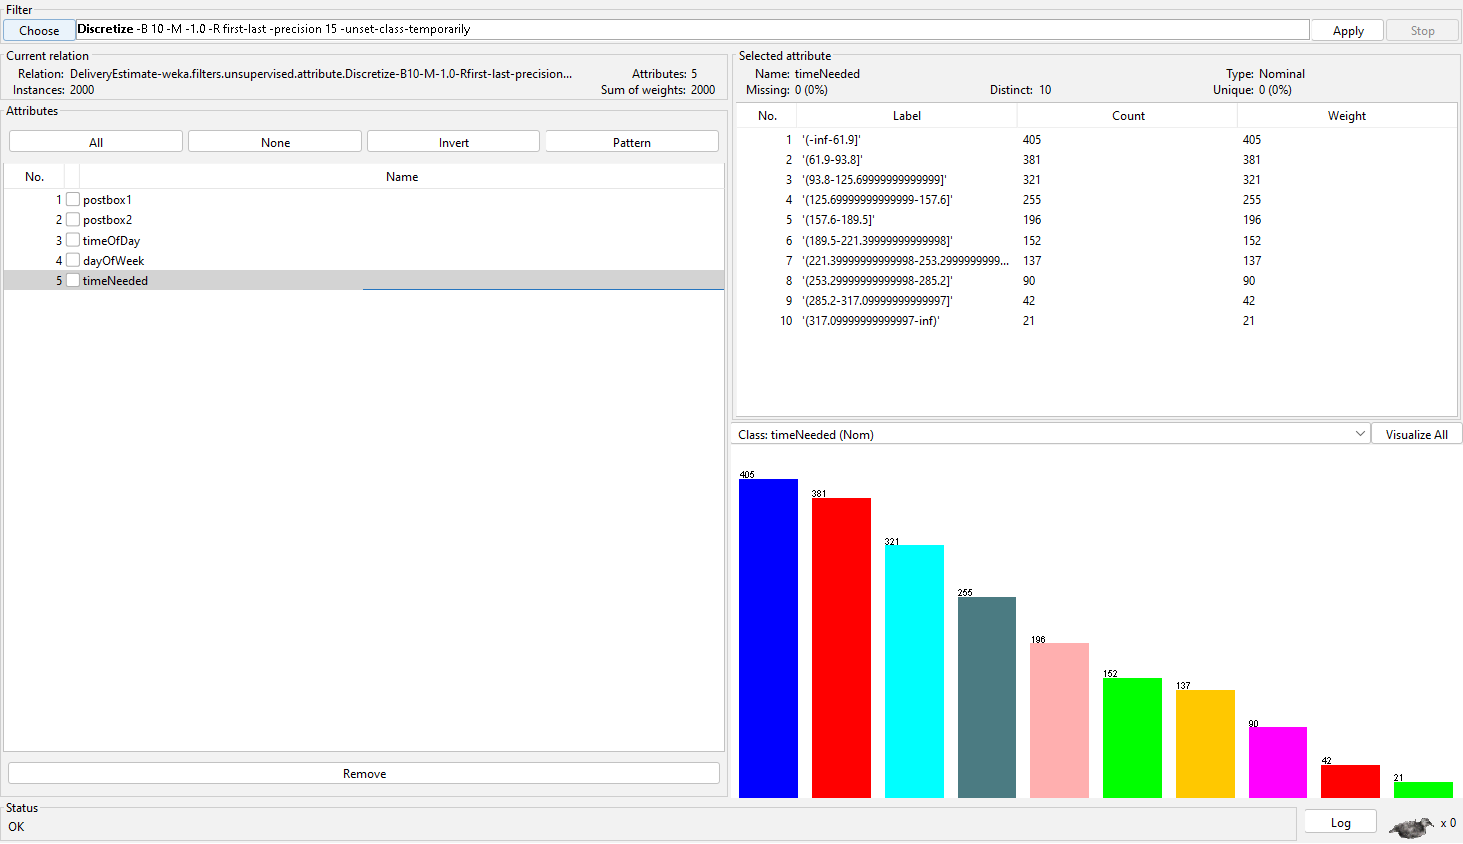 Filter
Choose Discretize -B 10 -M -1.0 -R first-last -precision 15 -unset-class-temporarily Apply Stop
Current relation
Relation: DeliveryEstimate-weka.filters.unsupervised.attribute.Discretize-B10-M-1.0-Rfirst-last-precision... Attributes: 5
Instances: 2000 Sum of weights: 2000
Attributes
All None Invert Pattern
No. Name
1 postbox1
2 postbox2
3 timeOfDay
4 dayOfWeek
5 timeNeeded
Remove
Selected attribute
Name: timeNeeded Type: Nominal
Missing: 0 (0%) Distinct: 10 Unique: 0 (0%)
No. Label Count Weight
1 '(-inf-61.9]' 405 405
2 '(61.9-93.8]' 381 381
3 '(93.8-125.69999999999999]' 321 321
4 '(125.69999999999999-157.6]' 255 255
5 '(157.6-189.5]' 196 196
6 '(189.5-221.39999999999998]' 152 152
7 '(221.39999999999998-253.2999999999... 137 137
8 '(253.29999999999998-285.2]' 90 90
9 '(285.2-317.09999999999997]' 42 42
10 '(317.09999999999997-inf)' 21 21
Class: timeNeeded (Nom) Visualize All
405
381
321
255
196
152
137
90
42
21
Status
OK
Log x 0